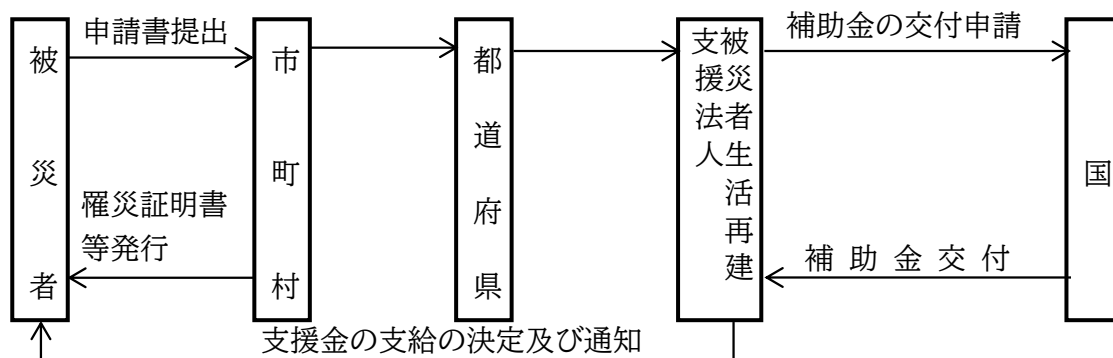 被災者
申請書提出
罹災証明書
等発行
市町村
都道府県
被災者生活再建
支援法人
補助金の交付申請
補助金交付
国
支援金の支給の決定及び通知